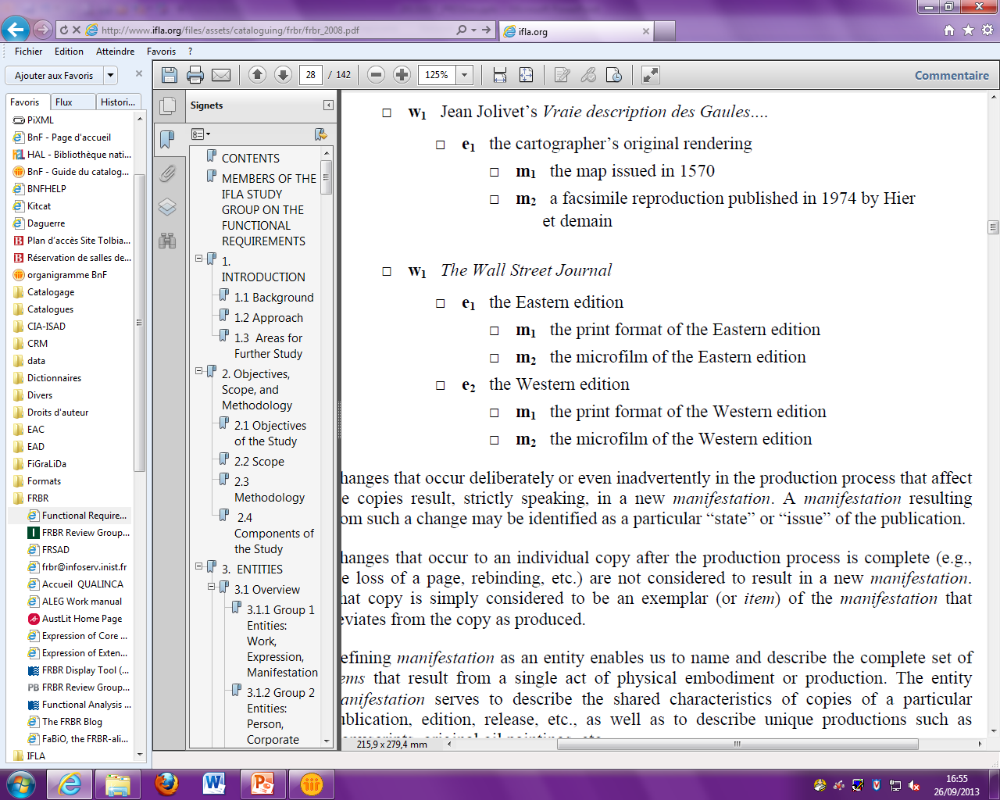 http://www.ifla.org/files/assets/cataloguing/frbr/frbr_2008.pdf
ifla.org
Fichier Edition Atteindre Favoris ?
Ajouter aux Favoris
28 / 142
125%
Commentaire
Favoris Flux Histori...
PiXML
BnF - Page d'accueil
HAL - Bibliothèque nati...
BnF - Guide du catalog...
BNFHELP
Kitcat
Daguerre
Plan d'accès Site Tolbia...
Réservation de salles de...
organigramme BnF
Catalogage
Catalogues
CIA-ISAD
CRM
data
Dictionnaires
Divers
Droits d'auteur
EAC
EAD
FiGraLiDa
Formats
FRBR
Functional Require...
FRBR Review Group...
FRSAD
frbr@infoserv.inist.fr
Accueil QUALINCA
ALEG Work manual
AustLit Home Page
Expression of Core ...
Expression of Exten...
FRBR Display Tool (...
PB FRBR Review Group...
Functional Analysis ...
The FRBR Blog
FaBiO, the FRBR-ali...
IFLA
Signets
CONTENTS
MEMBERS OF THE
IFLA STUDY
GROUP ON THE
FUNCTIONAL
REQUIREMENTS
1.
INTRODUCTION
1.1 Background
1.2 Approach
1.3 Areas for
Further Study
2. Objectives,
Scope, and
Methodology
2.1 Objectives
of the Study
2.2 Scope
2.3
Methodology
2.4
Components of
the Study
3. ENTITIES
3.1 Overview
3.1.1 Group 1
Entities:
Work,
Expression,
Manifestation
3.1.2 Group 2
Entities:
Person,
Corporate
w1 Jean Jolivet's Vraie description des Gaules....
e1 the cartographer's original rendering
m1 the map issued in 1570
m2 a facsimile reproduction published in 1974 by Hier
et demain
w1 The Wall Street Journal
e1 the Eastern edition
m1 the print format of the Eastern edition
m2 the microfilm of the Eastern edition
e2 the Western edition
m1 the print format of the Western edition
m2 the microfilm of the Western edition
hanges that occur deliberately or even inadvertently in the production process that affect
e copies result, strictly speaking, in a new manifestation. A manifestation resulting
om such a change may be identified as a particular "state" or "issue" of the publication.
hanges that occur to an individual copy after the production process is complete (e.g.,
e loss of a page, rebinding, etc.) are not considered to result in a new manifestation.
hat copy is simply considered to be an exemplar (or item) of the manifestation that
eviates from the copy as produced.
efining manifestation as an entity enables us to name and describe the complete set of
ems that result from a single act of physical embodiment or production. The entity
anifestation serves to describe the shared characteristics of copies of a particular
ublication, edition, release, etc., as well as to describe unique productions such as
215,9 x 279,4 mm
16:55
26/09/2013